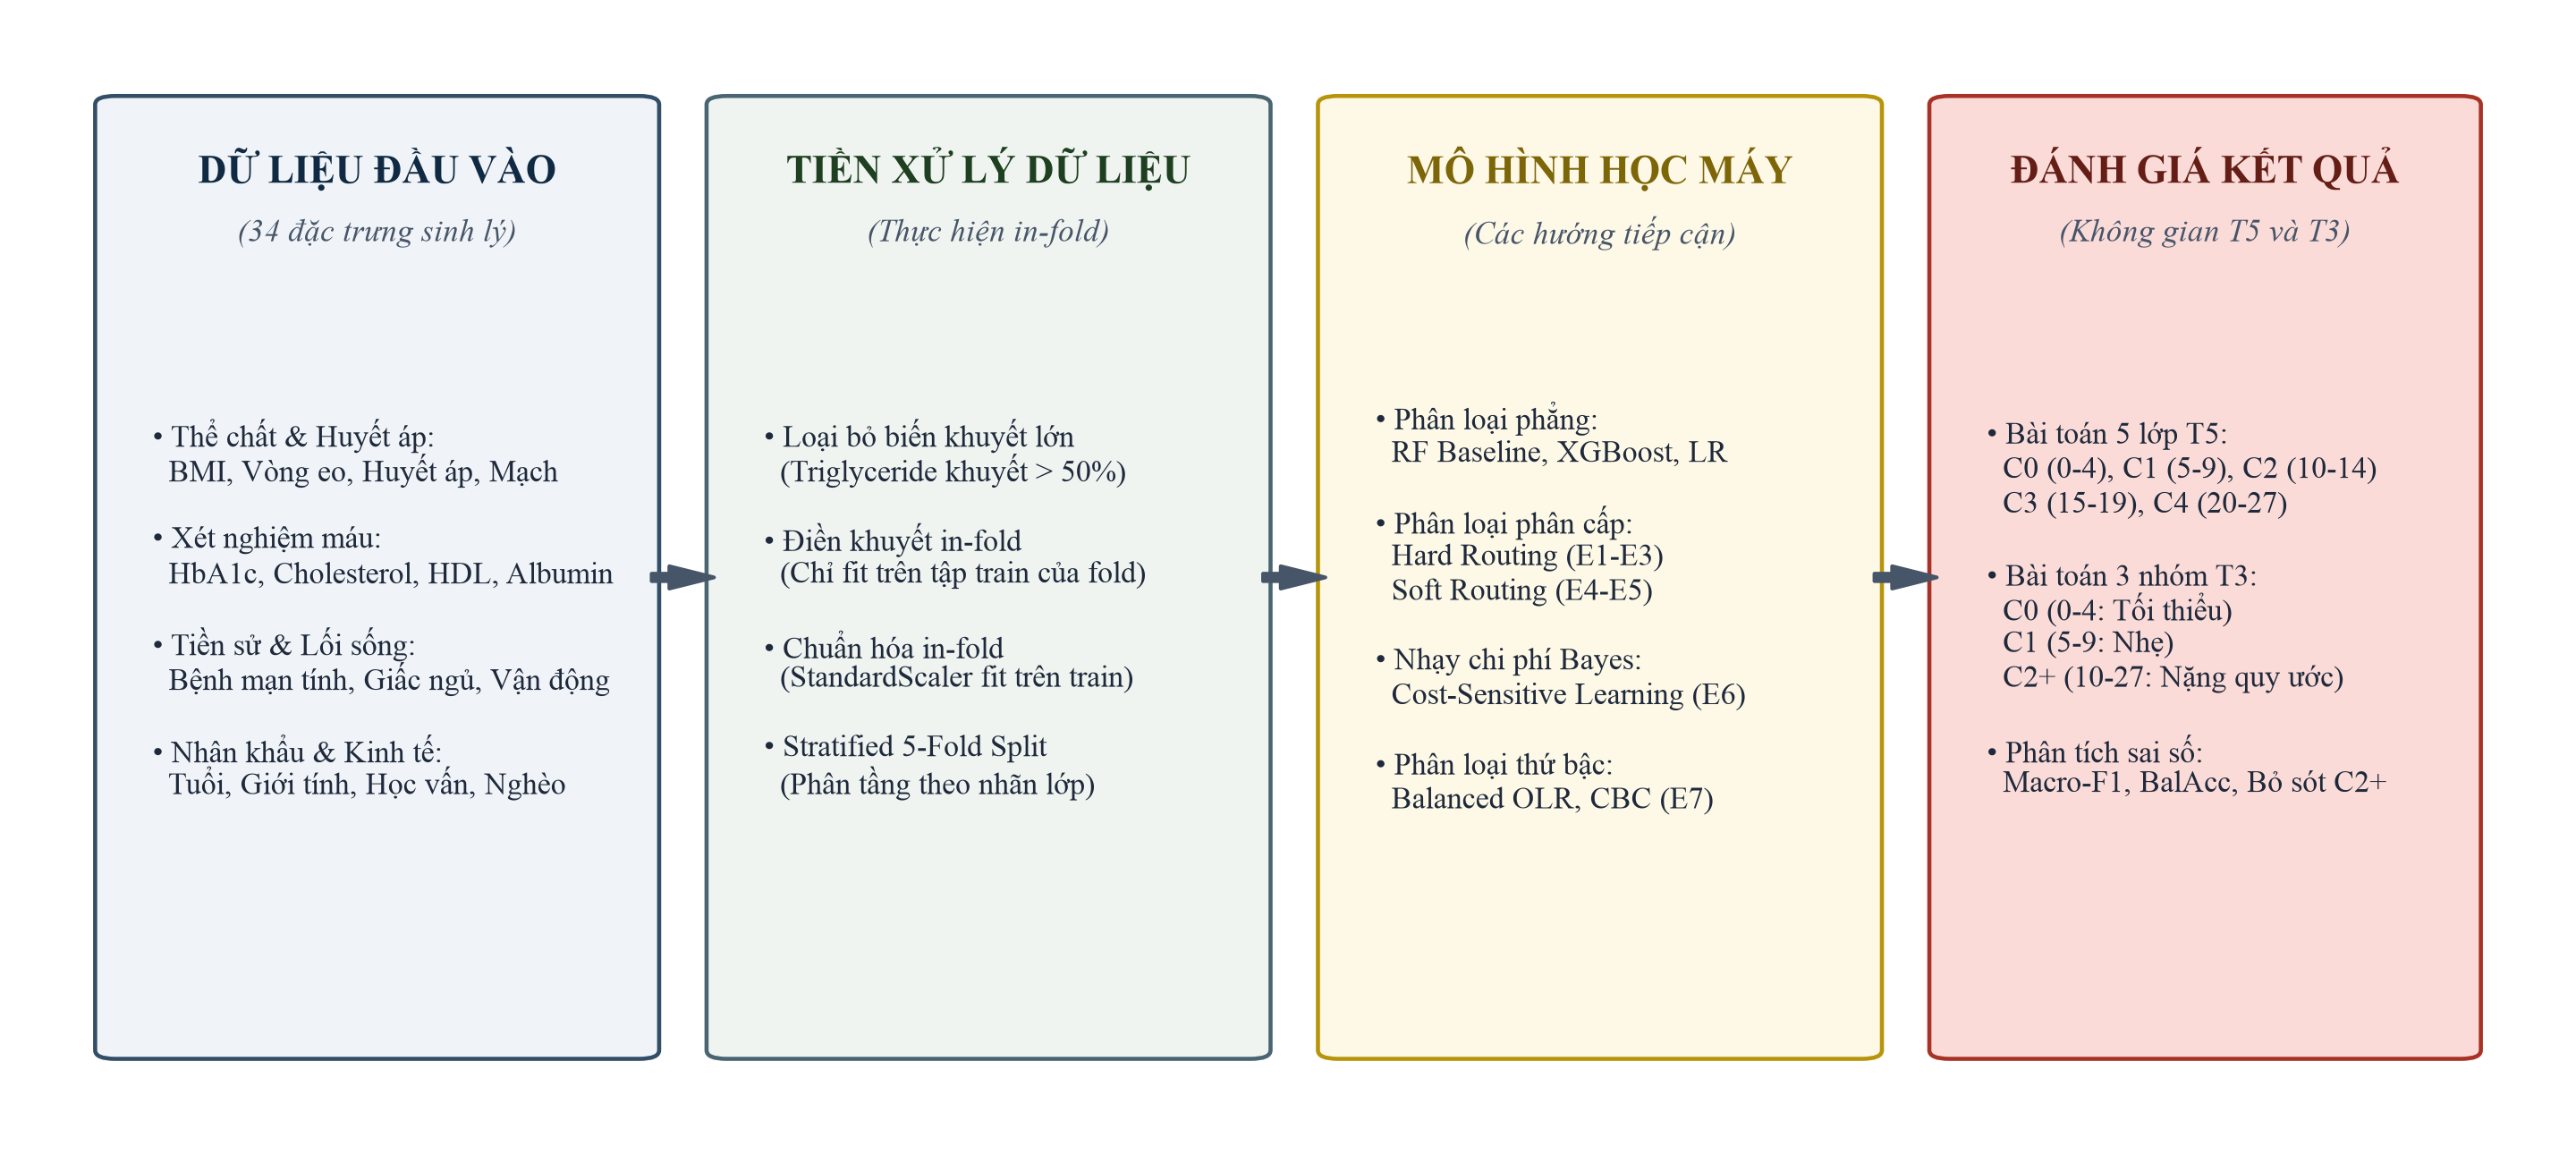 DỮ LIỆU ĐẦU VÀO
(34 đặc trưng sinh lý)
• Thể chất & Huyết áp:
BMI, Vòng eo, Huyết áp, Mạch
• Xét nghiệm máu:
HbA1c, Cholesterol, HDL, Albumin
• Tiền sử & Lối sống:
Bệnh mạn tính, Giấc ngủ, Vận động
• Nhân khẩu & Kinh tế:
Tuổi, Giới tính, Học vấn, Nghèo
TIỀN XỬ LÝ DỮ LIỆU
(Thực hiện in-fold)
• Loại bỏ biến khuyết lớn
(Triglyceride khuyết > 50%)
• Điền khuyết in-fold
(Chỉ fit trên tập train của fold)
• Chuẩn hóa in-fold
(StandardScaler fit trên train)
• Stratified 5-Fold Split
(Phân tầng theo nhãn lớp)
MÔ HÌNH HỌC MÁY
(Các hướng tiếp cận)
• Phân loại phẳng:
RF Baseline, XGBoost, LR
• Phân loại phân cấp:
Hard Routing (E1-E3)
Soft Routing (E4-E5)
• Nhạy chi phí Bayes:
Cost-Sensitive Learning (E6)
• Phân loại thứ bậc:
Balanced OLR, CBC (E7)
ĐÁNH GIÁ KẾT QUẢ
(Không gian T5 và T3)
• Bài toán 5 lớp T5:
C0 (0-4), C1 (5-9), C2 (10-14)
C3 (15-19), C4 (20-27)
• Bài toán 3 nhóm T3:
C0 (0-4: Tối thiểu)
C1 (5-9: Nhẹ)
C2+ (10-27: Nặng quy ước)
• Phân tích sai số:
Macro-F1, BalAcc, Bỏ sót C2+